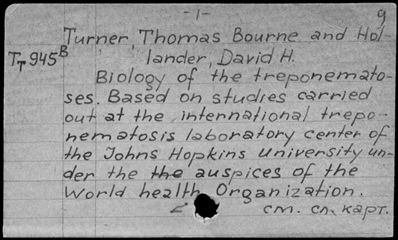 -1-
9
Turner Thomas Bourne and Hol-
Tт945B
lander, David H.
Biology of the treponemato-
ses. Based on studies carried
out at the international trepo-
nematosis laboratory center of
the Johns Hopkins University un-
der the the auspices of the
World health Organization.
см. сл. карт.